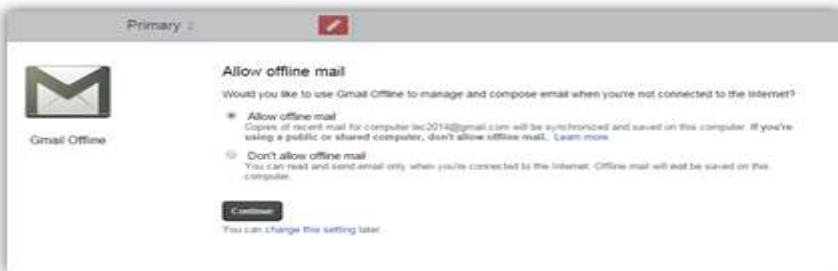 Primary 2
Allow offline mail
Would you like to use Gmail Offline to manage and compose email when you're not connected to the Internet?
Allow offline mail
Copies of recent mail for computer.tec2014@gmail.com will be synchronized and saved on this computer. If you're
using a public or shared computer, don't allow offline mail. Learn more
Gmail Offline
Don't allow offline mail
You can read and send email only when you're connected to the Internet. Offline mail will not be saved on this
computer.
Continue
You can change this setting later.